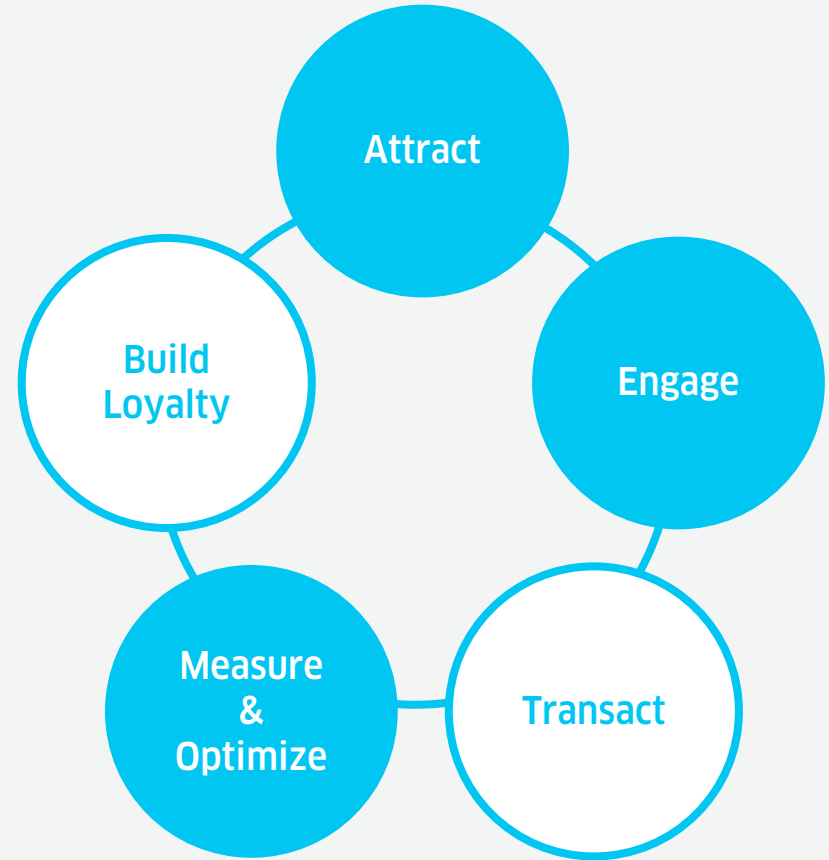 Attract
Engage
Transact
Measure
&
Optimize
Build
Loyalty